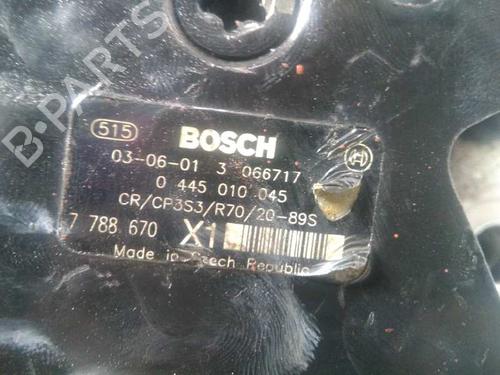 B-PARTS
515 BOSCH
03-06-01 3 066717
0 445 010 045
CR/CP3S3/R70/20-89S
7 788 670 X1
Made in Czech Republic